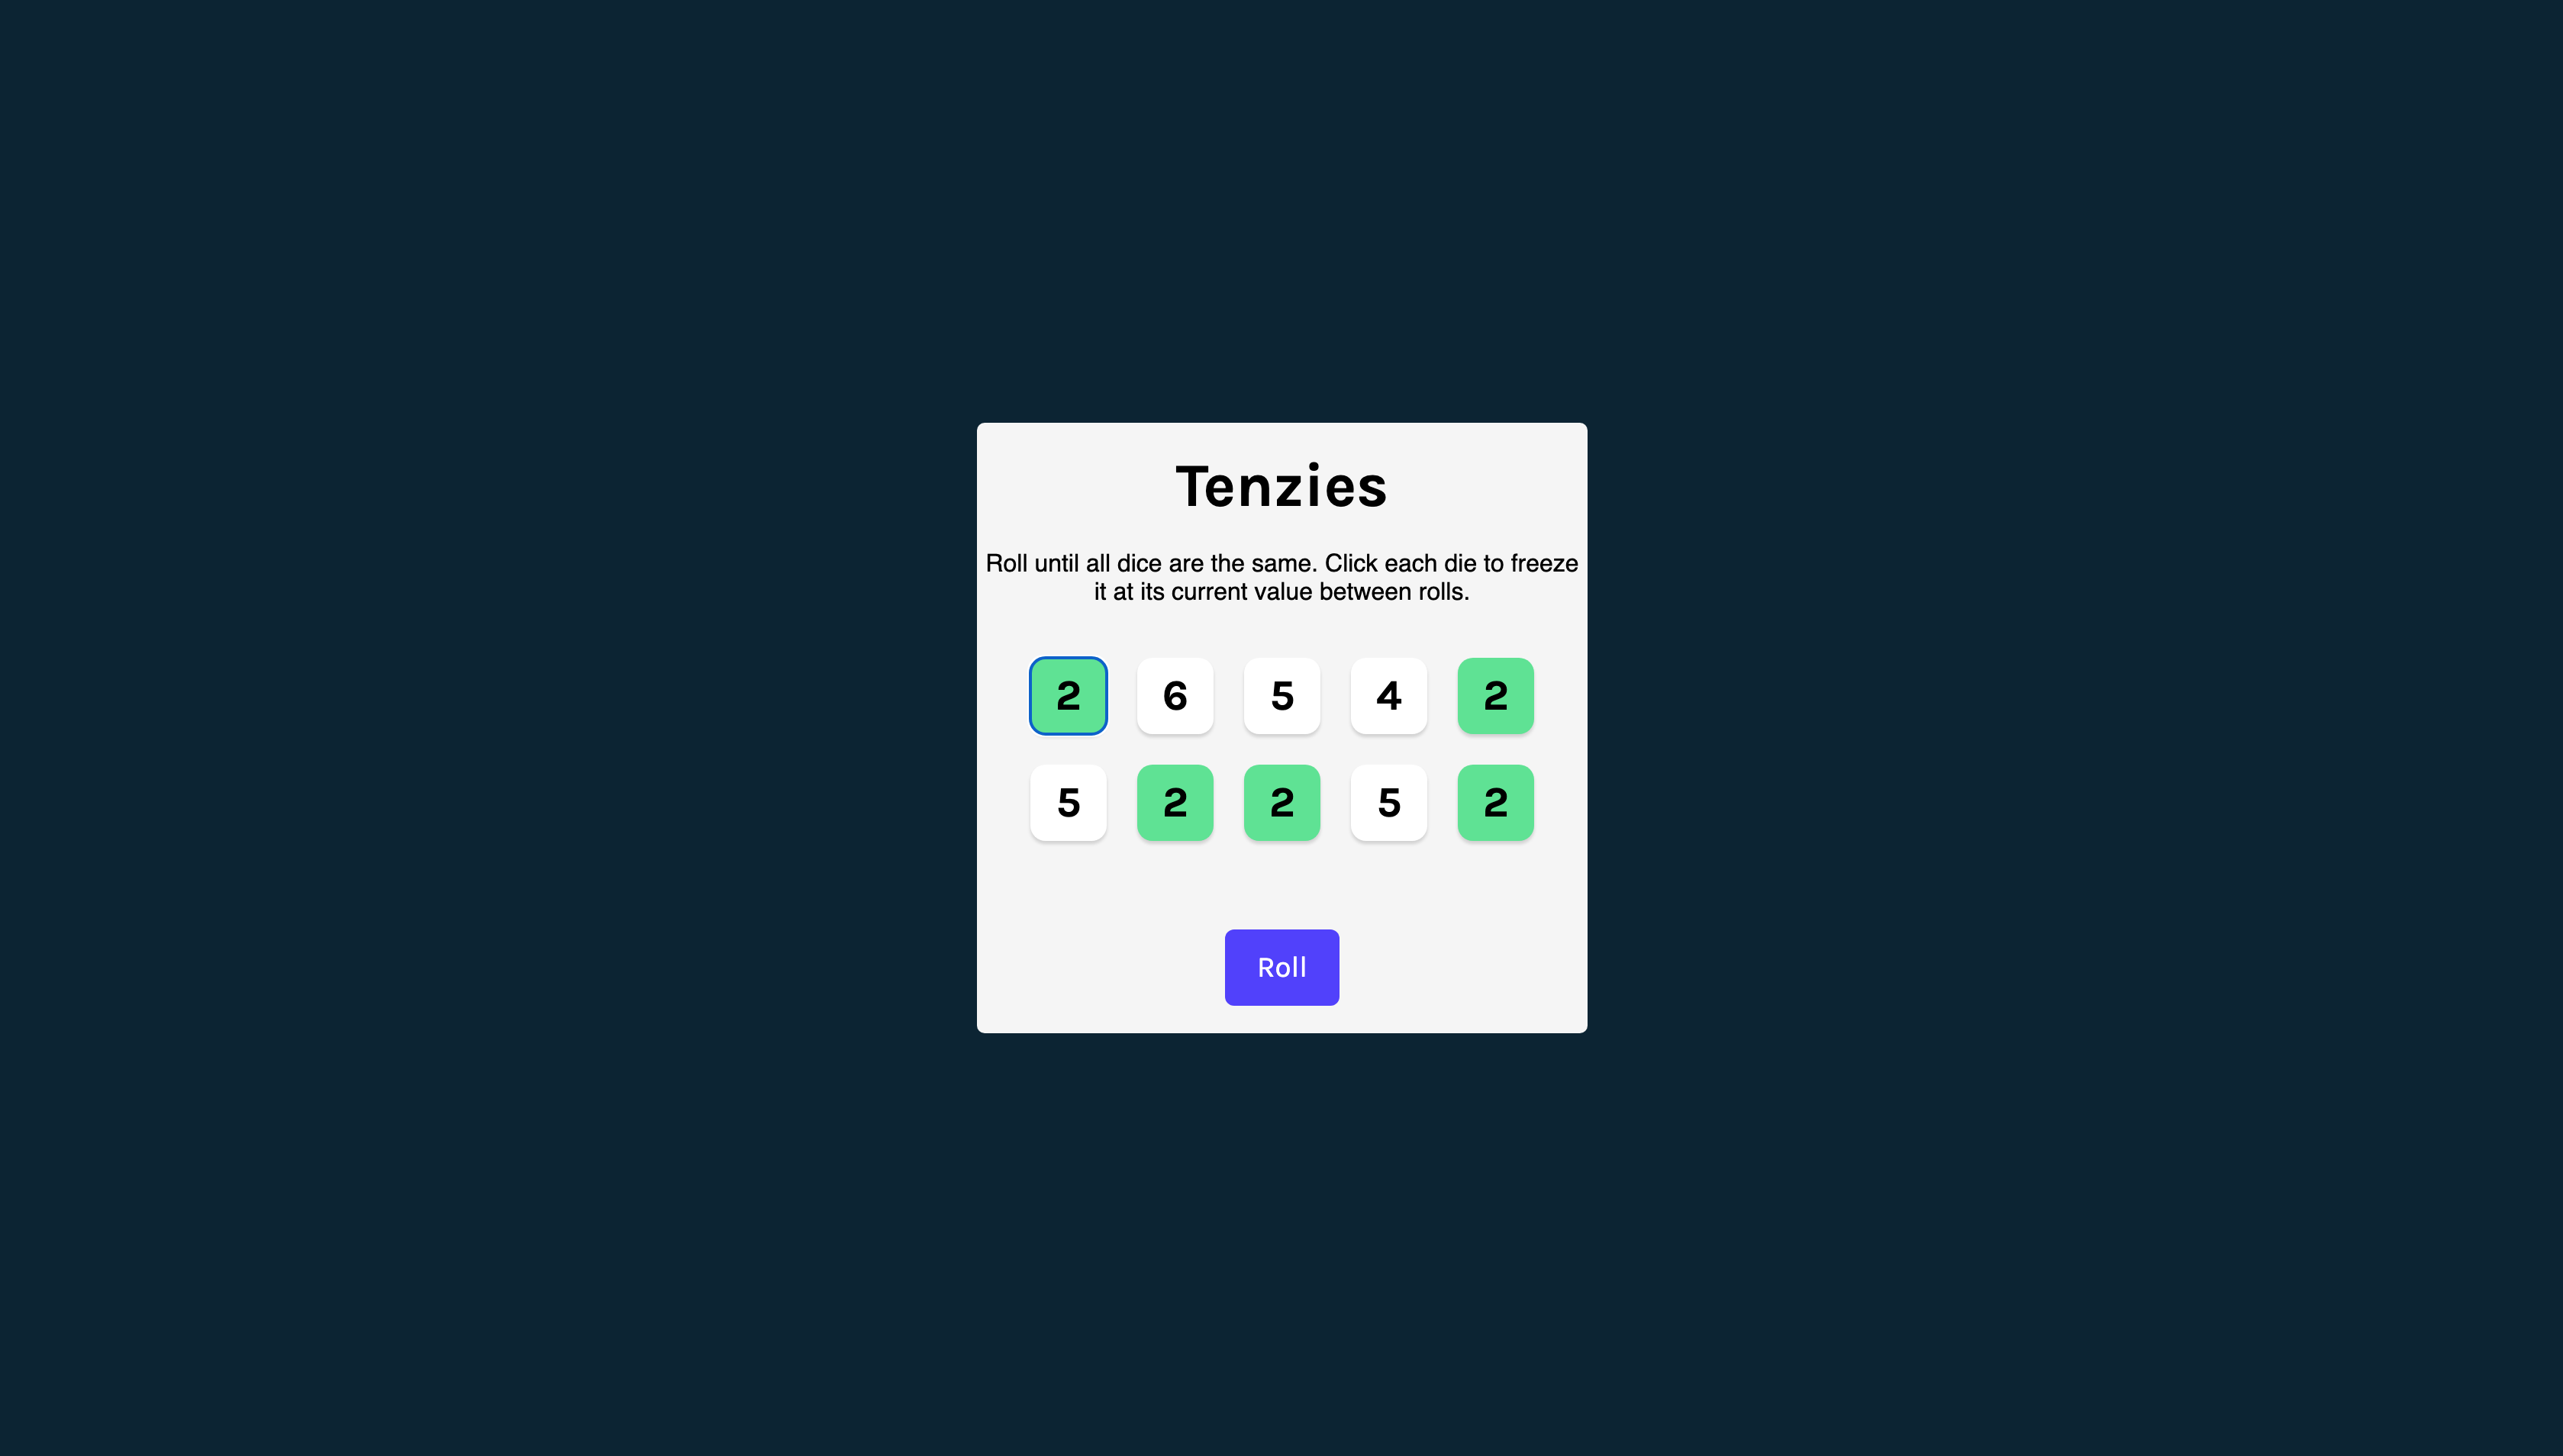 Tenzies
Roll until all dice are the same. Click each die to freeze
it at its current value between rolls.
2 6 5 4 2
5 2 2 5 2
Roll